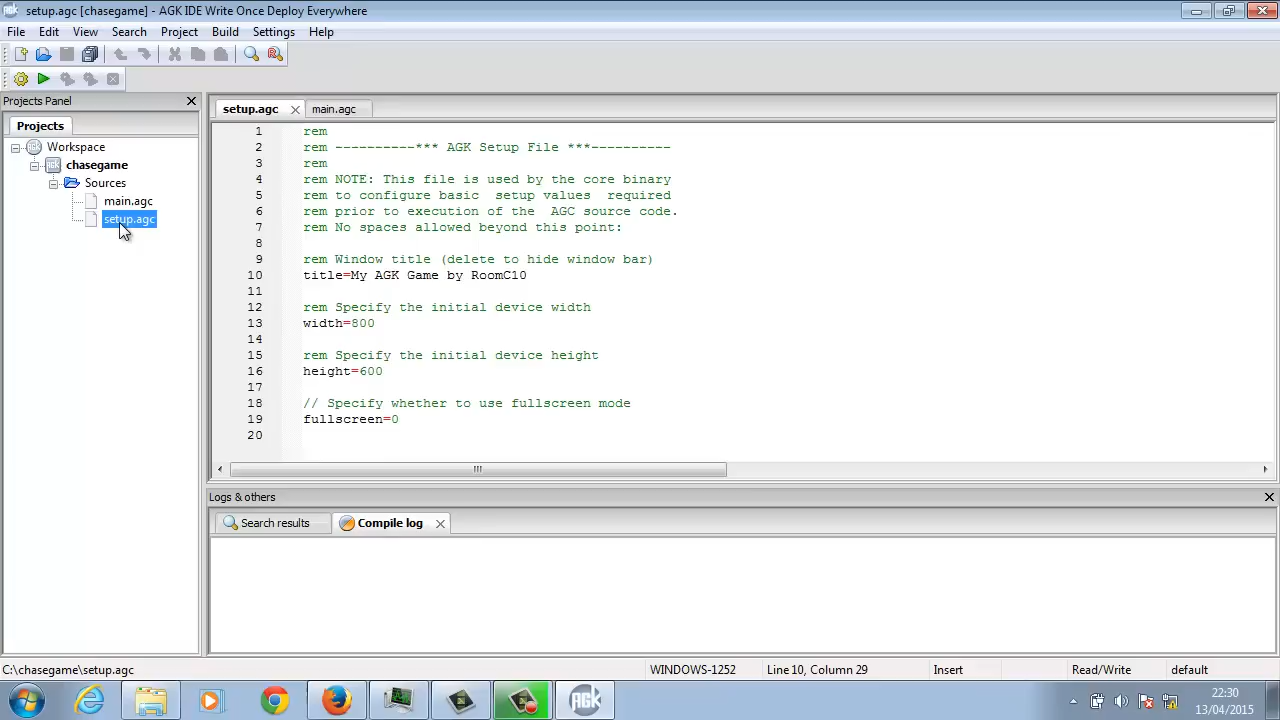 setup.agc [chasegame] - AGK IDE Write Once Deploy Everywhere
File Edit View Search Project Build Settings Help
Projects Panel
Projects
Workspace
chasegame
Sources
main.agc
setup.agc
setup.agc main.agc
1 rem
2 rem ----------*** AGK Setup File ***----------
3 rem
4 rem NOTE: This file is used by the core binary
5 rem to configure basic  setup values  required
6 rem prior to execution of the  AGC source code.
7 rem No spaces allowed beyond this point:
8
9 rem Window title (delete to hide window bar)
10 title=My AGK Game by RoomC10
11
12 rem Specify the initial device width
13 width=800
14
15 rem Specify the initial device height
16 height=600
17
18 // Specify whether to use fullscreen mode
19 fullscreen=0
20
Logs & others
Search results Compile log
C:\chasegame\setup.agc WINDOWS-1252 Line 10, Column 29 Insert Read/Write default
AGK
22:30
13/04/2015